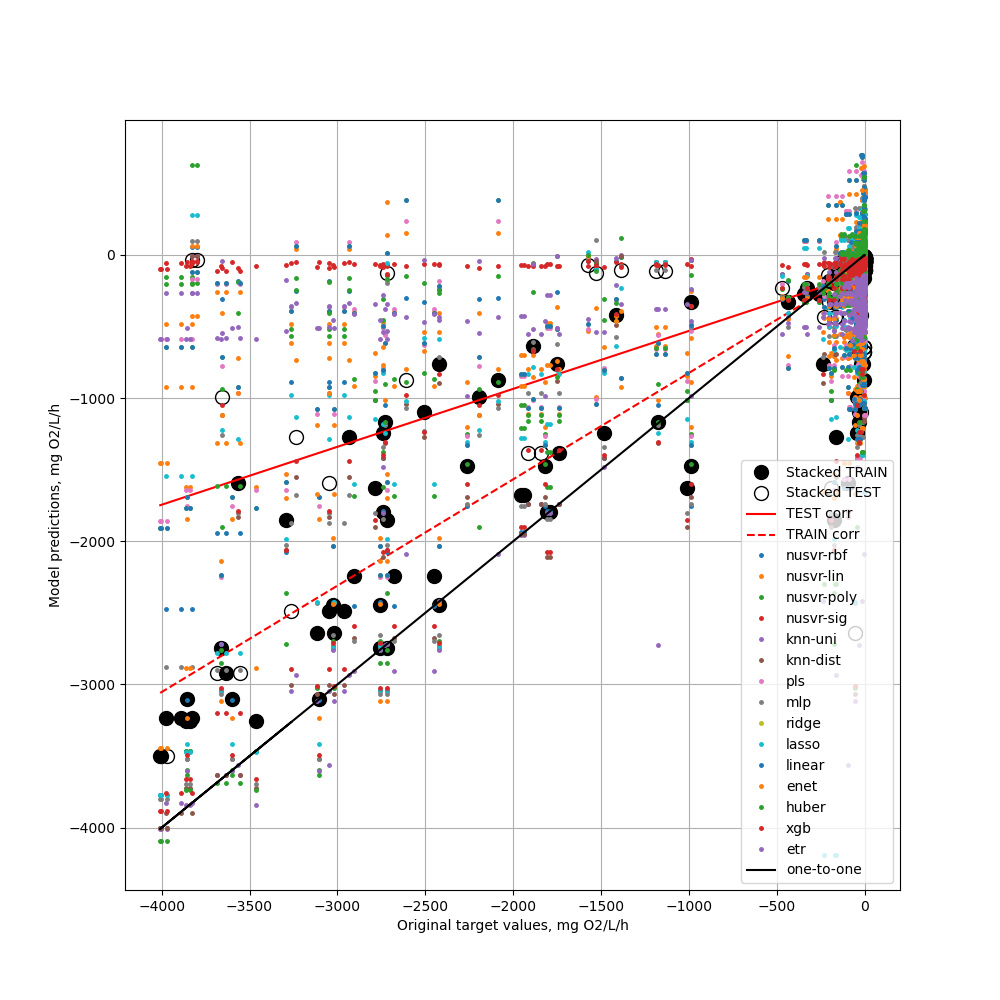 0
−1000
−2000
−3000
−4000
Model predictions, mg O2/L/h
−4000 −3500 −3000 −2500 −2000 −1500 −1000 −500 0
Original target values, mg O2/L/h
Stacked TRAIN
Stacked TEST
TEST corr
TRAIN corr
nusvr-rbf
nusvr-lin
nusvr-poly
nusvr-sig
knn-uni
knn-dist
pls
mlp
ridge
lasso
linear
enet
huber
xgb
etr
one-to-one